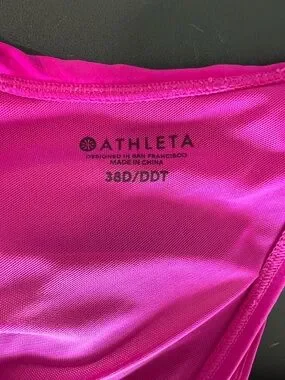 ATHLETA
DESIGNED IN SAN FRANCISCO
MADE IN CHINA
38D/DDT